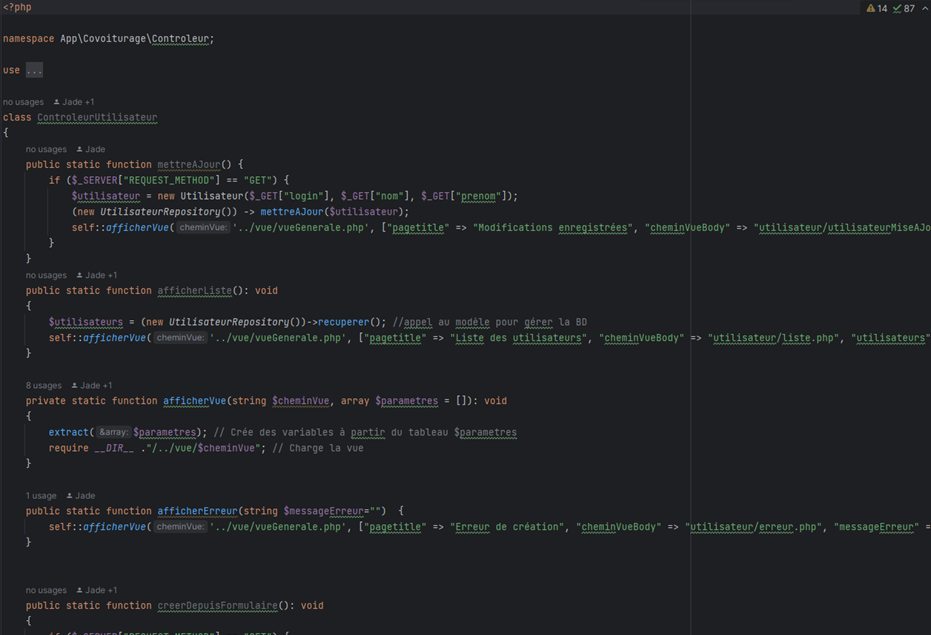 <?php
14 87
namespace App\Covoiturage\Controleur;
use ...
no usages Jade +1
class ControleurUtilisateur
{
no usages Jade
public static function mettreAJour() {
if ($_SERVER["REQUEST_METHOD"] == "GET") {
$utilisateur = new Utilisateur($_GET["login"], $_GET["nom"], $_GET["prenom"]);
(new UtilisateurRepository()) -> mettreAJour($utilisateur);
self::afficherVue( cheminVue: '../vue/vueGenerale.php', ["pagetitle" => "Modifications enregistrées", "cheminVueBody" => "utilisateur/utilisateurMiseAJo
}
}
no usages Jade +1
public static function afficherListe(): void
{
$utilisateurs = (new UtilisateurRepository())->recuperer(); //appel au modèle pour gérer la BD
self::afficherVue( cheminVue: '../vue/vueGenerale.php', ["pagetitle" => "Liste des utilisateurs", "cheminVueBody" => "utilisateur/liste.php", "utilisateurs"
}
8 usages Jade +1
private static function afficherVue(string $cheminVue, array $parametres = []): void
{
extract( &array: $parametres); // Crée des variables à partir du tableau $parametres
require __DIR__ ."/../vue/$cheminVue"; // Charge la vue
}
1 usage Jade
public static function afficherErreur(string $messageErreur="") {
self::afficherVue( cheminVue: '../vue/vueGenerale.php', ["pagetitle" => "Erreur de création", "cheminVueBody" => "utilisateur/erreur.php", "messageErreur" =
}
no usages Jade +1
public static function creerDepuisFormulaire(): void
{
if ($_SERVER["REQUEST_METHOD"] == "GET") {